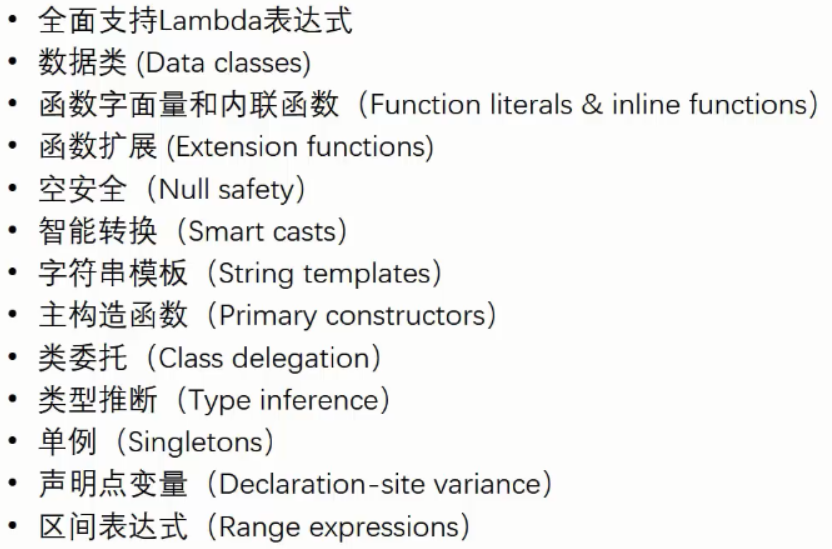 • 全面支持Lambda表达式
• 数据类 (Data classes)
• 函数字面量和内联函数（Function literals & inline functions）
• 函数扩展 (Extension functions)
• 空安全（Null safety）
• 智能转换（Smart casts）
• 字符串模板（String templates）
• 主构造函数（Primary constructors）
• 类委托（Class delegation）
• 类型推断（Type inference）
• 单例（Singletons）
• 声明点变量（Declaration-site variance）
• 区间表达式（Range expressions）